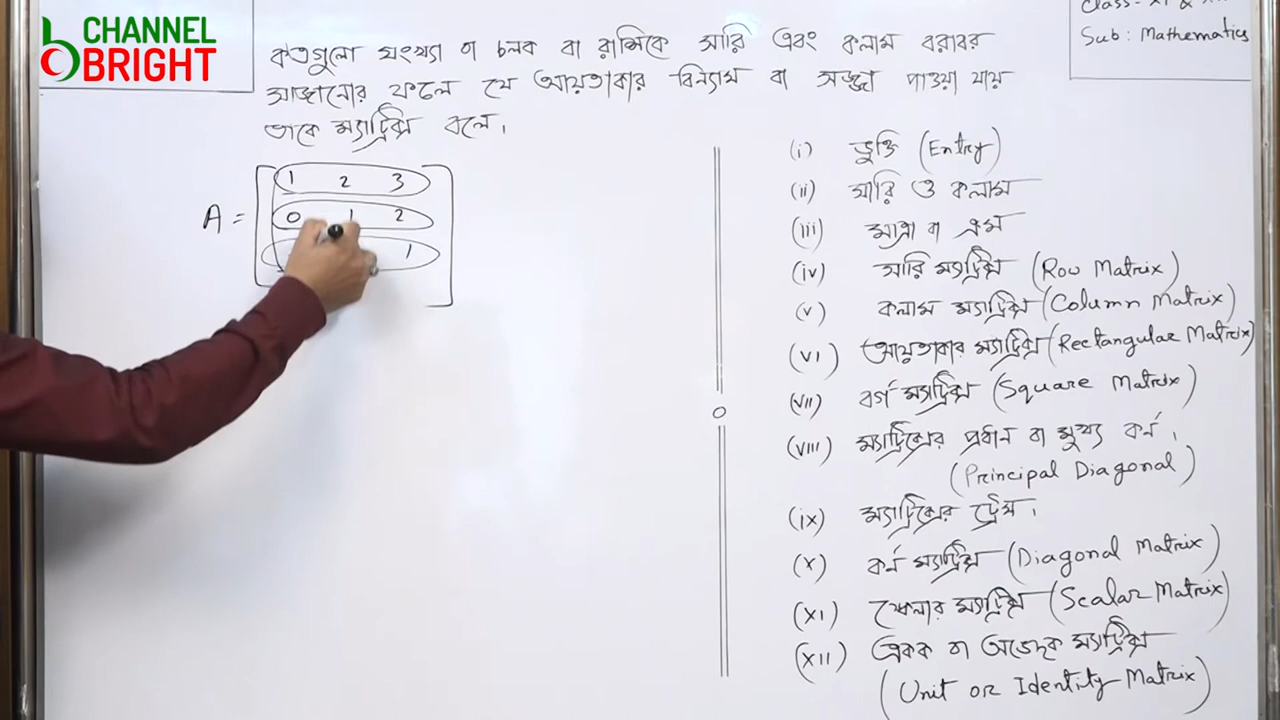 CHANNEL
BRIGHT
Sub : Mathematics
কতগুলো সংখ্যা বা চলক বা রাশিকে সারি এবং কলাম বরাবর
সাজানোর ফলে যে আয়তাকার বিন্যাস বা সজ্জা পাওয়া যায়
তাকে ম্যাট্রিক্স বলে।
A =
1 2 3
0 1 2
1
(i) ভুক্তি (Entry)
(ii) সারি ও কলাম
(iii) মাত্রা বা ক্রম
(iv) সারি ম্যাট্রিক্স (Row Matrix)
(v) কলাম ম্যাট্রিক্স (Column Matrix)
(vi) আয়তাকার ম্যাট্রিক্স (Rectangular Matrix)
(vii) বর্গ ম্যাট্রিক্স (Square Matrix)
(viii) ম্যাট্রিক্সের প্রধান বা মুখ্য কর্ন।
(Principal Diagonal)
(ix) ম্যাট্রিক্সের ট্রেস।
(x) কর্ন ম্যাট্রিক্স (Diagonal Matrix)
(xi) স্কেলার ম্যাট্রিক্স (Scalar Matrix)
(xii) একক বা অভেদক ম্যাট্রিক্স
(Unit or Identity Matrix)